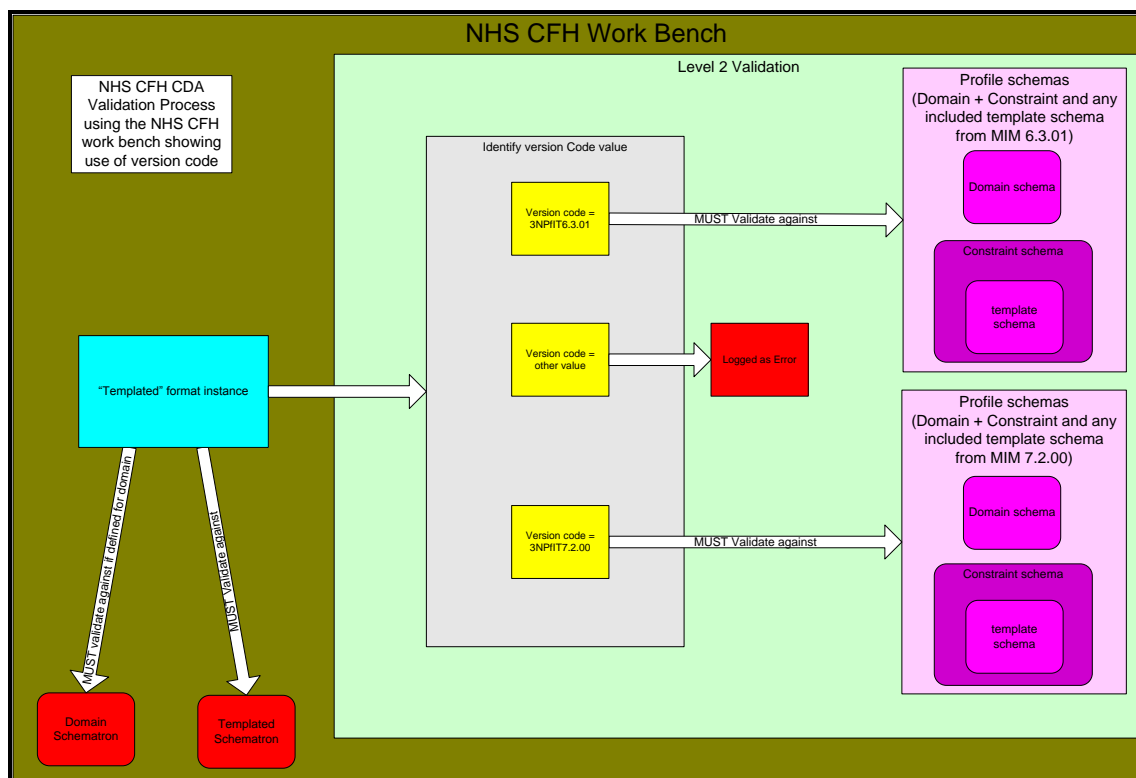 NHS CFH Work Bench
NHS CFH CDA
Validation Process
using the NHS CFH
work bench showing
use of version code
Level 2 Validation
Identify version Code value
Version code =
3NPfIT6.3.01
MUST Validate against
Profile schemas
(Domain + Constraint and any
included template schema
from MIM 6.3.01)
Domain schema
Constraint schema
template
schema
"Templated" format instance
Version code =
other value
Logged as Error
Version code =
3NPfIT7.2.00
MUST Validate against
Profile schemas
(Domain + Constraint and any
included template schema
from MIM 7.2.00)
Domain schema
Constraint schema
template
schema
MUST validate against if defined for domain
MUST Validate against
Domain
Schematron
Templated
Schematron